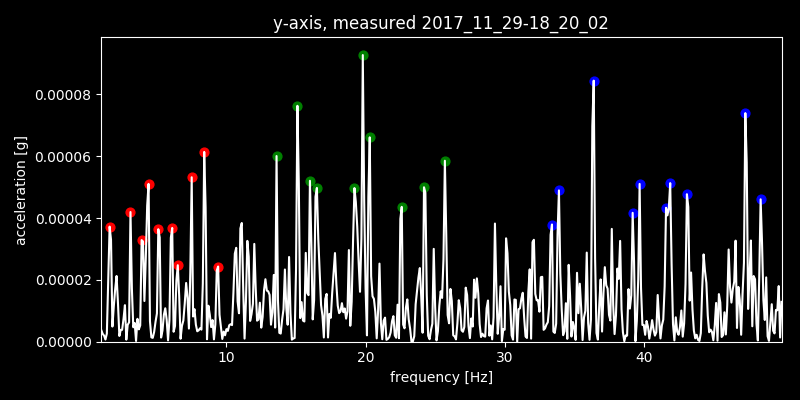 y-axis, measured 2017_11_29-18_20_02
0.00008
0.00006
0.00004
0.00002
0.00000
acceleration [g]
10 20 30 40
frequency [Hz]